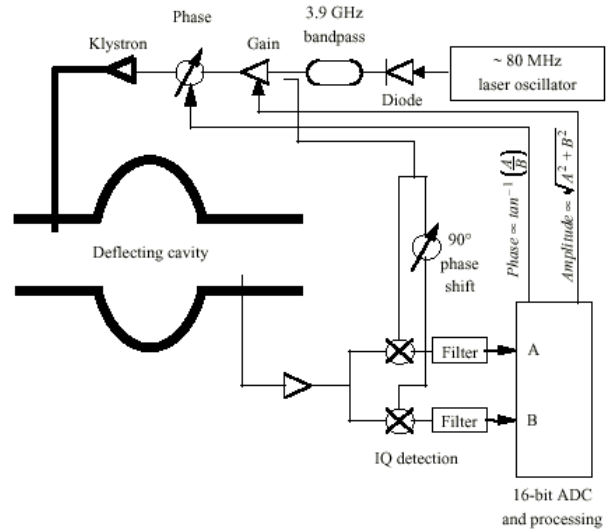 Phase
3.9 GHz
bandpass
Klystron
Gain
~ 80 MHz
laser oscillator
Diode
Phase ∝ tan⁻¹ (A/B)
Amplitude ∝ √A² + B²
Deflecting cavity
90°
phase
shift
Filter
A
Filter
B
IQ detection
16-bit ADC
and processing